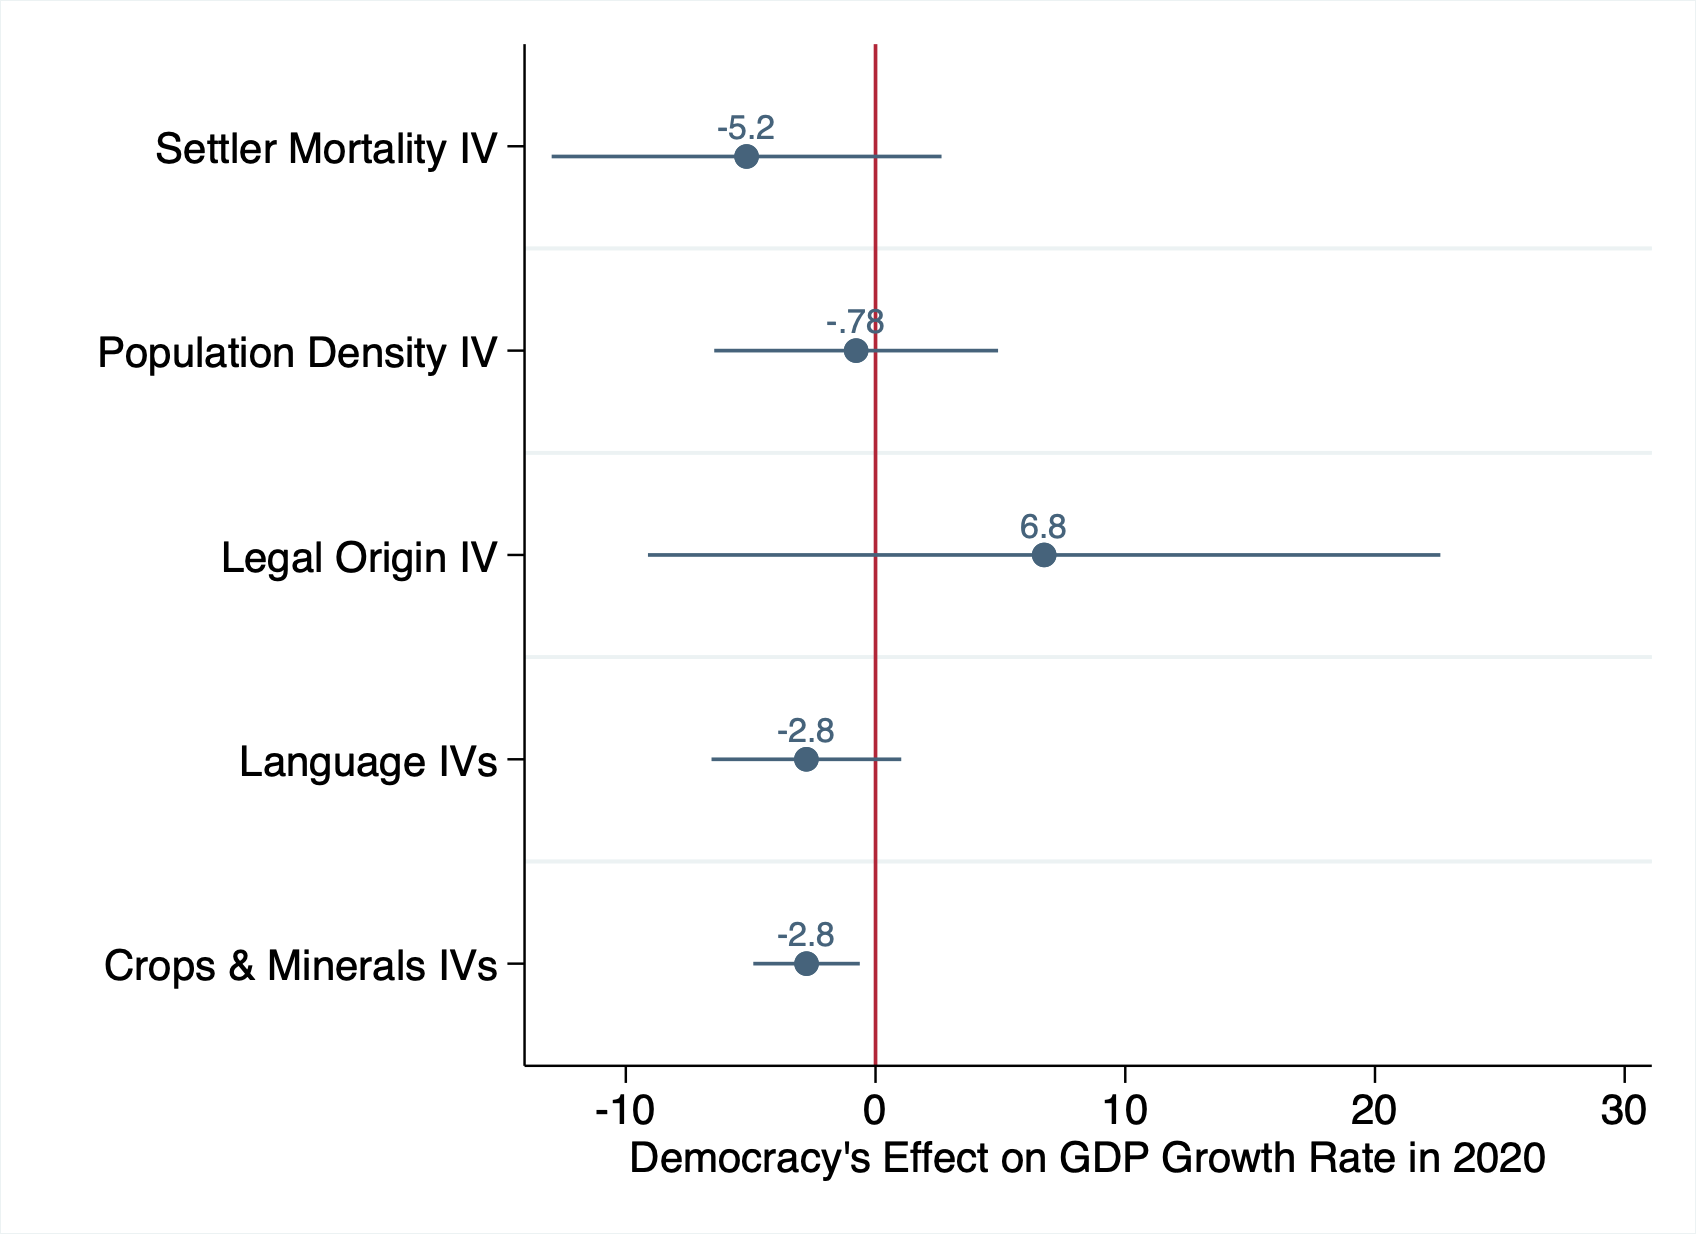 Settler Mortality IV
-5.2
Population Density IV
-.78
Legal Origin IV
6.8
Language IVs
-2.8
Crops & Minerals IVs
-2.8
-10 0 10 20 30
Democracy's Effect on GDP Growth Rate in 2020